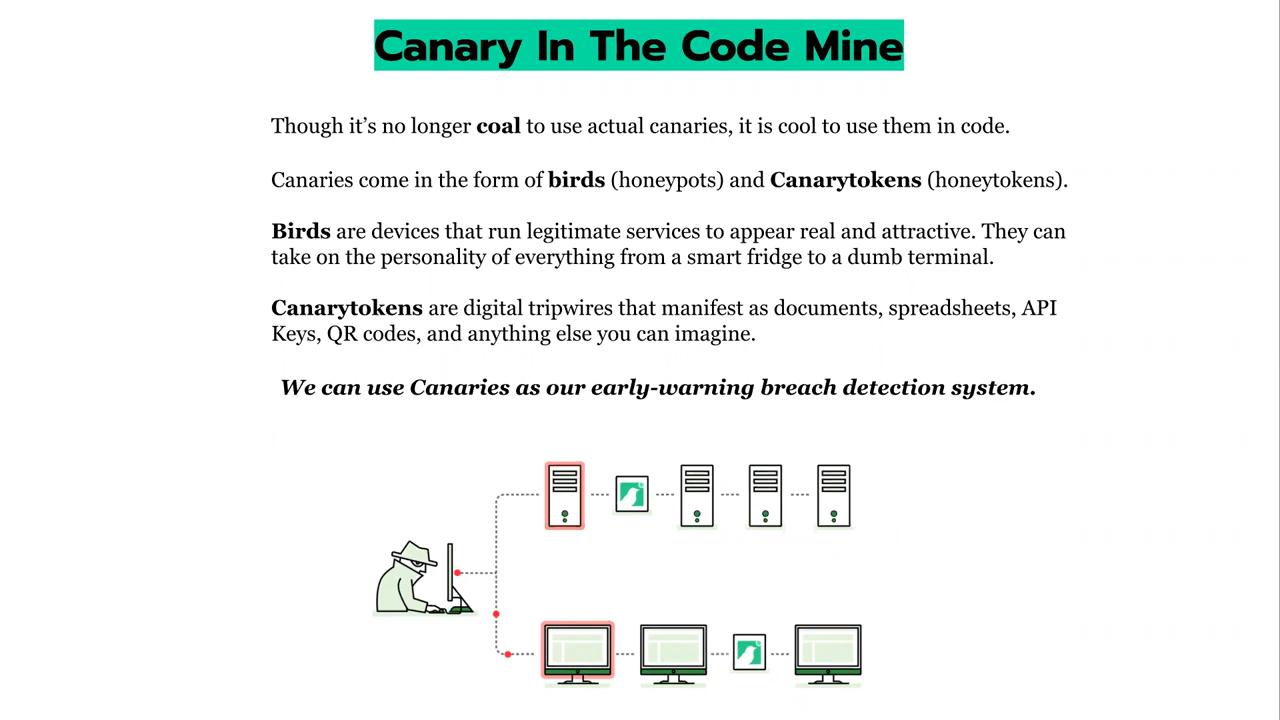 Canary In The Code Mine
Though it’s no longer coal to use actual canaries, it is cool to use them in code.
Canaries come in the form of birds (honeypots) and Canarytokens (honeytokens).
Birds are devices that run legitimate services to appear real and attractive. They can
take on the personality of everything from a smart fridge to a dumb terminal.
Canarytokens are digital tripwires that manifest as documents, spreadsheets, API
Keys, QR codes, and anything else you can imagine.
We can use Canaries as our early-warning breach detection system.